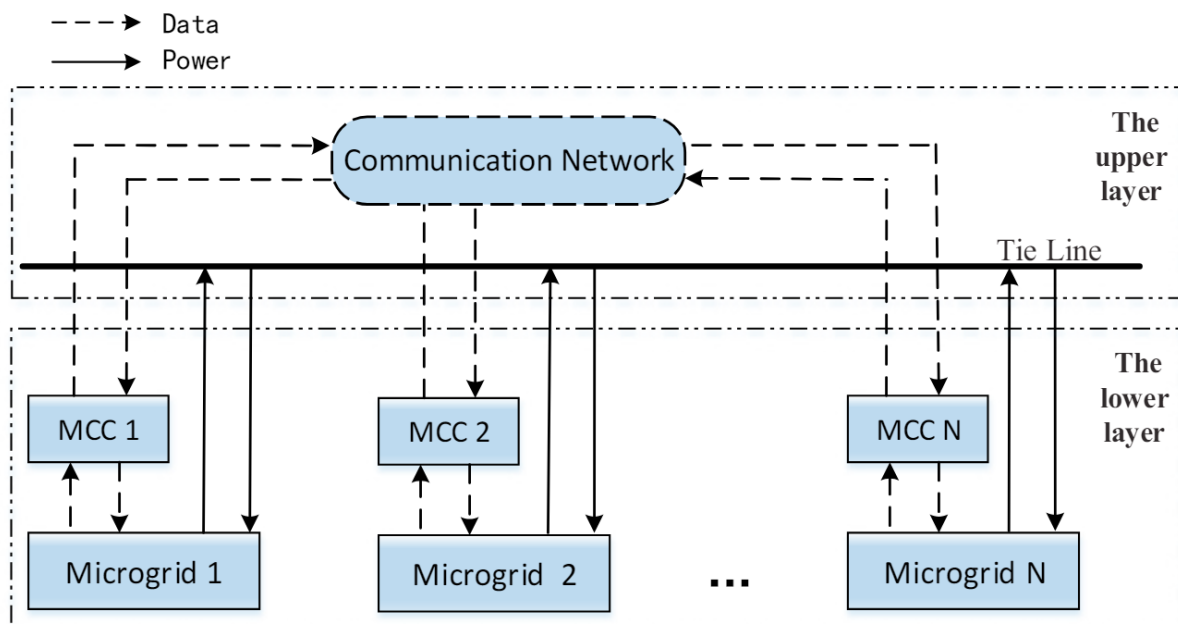 Data
Power
The
upper
layer
Communication Network
Tie Line
The
lower
layer
MCC 1
MCC 2
MCC N
Microgrid 1
Microgrid 2
...
Microgrid N